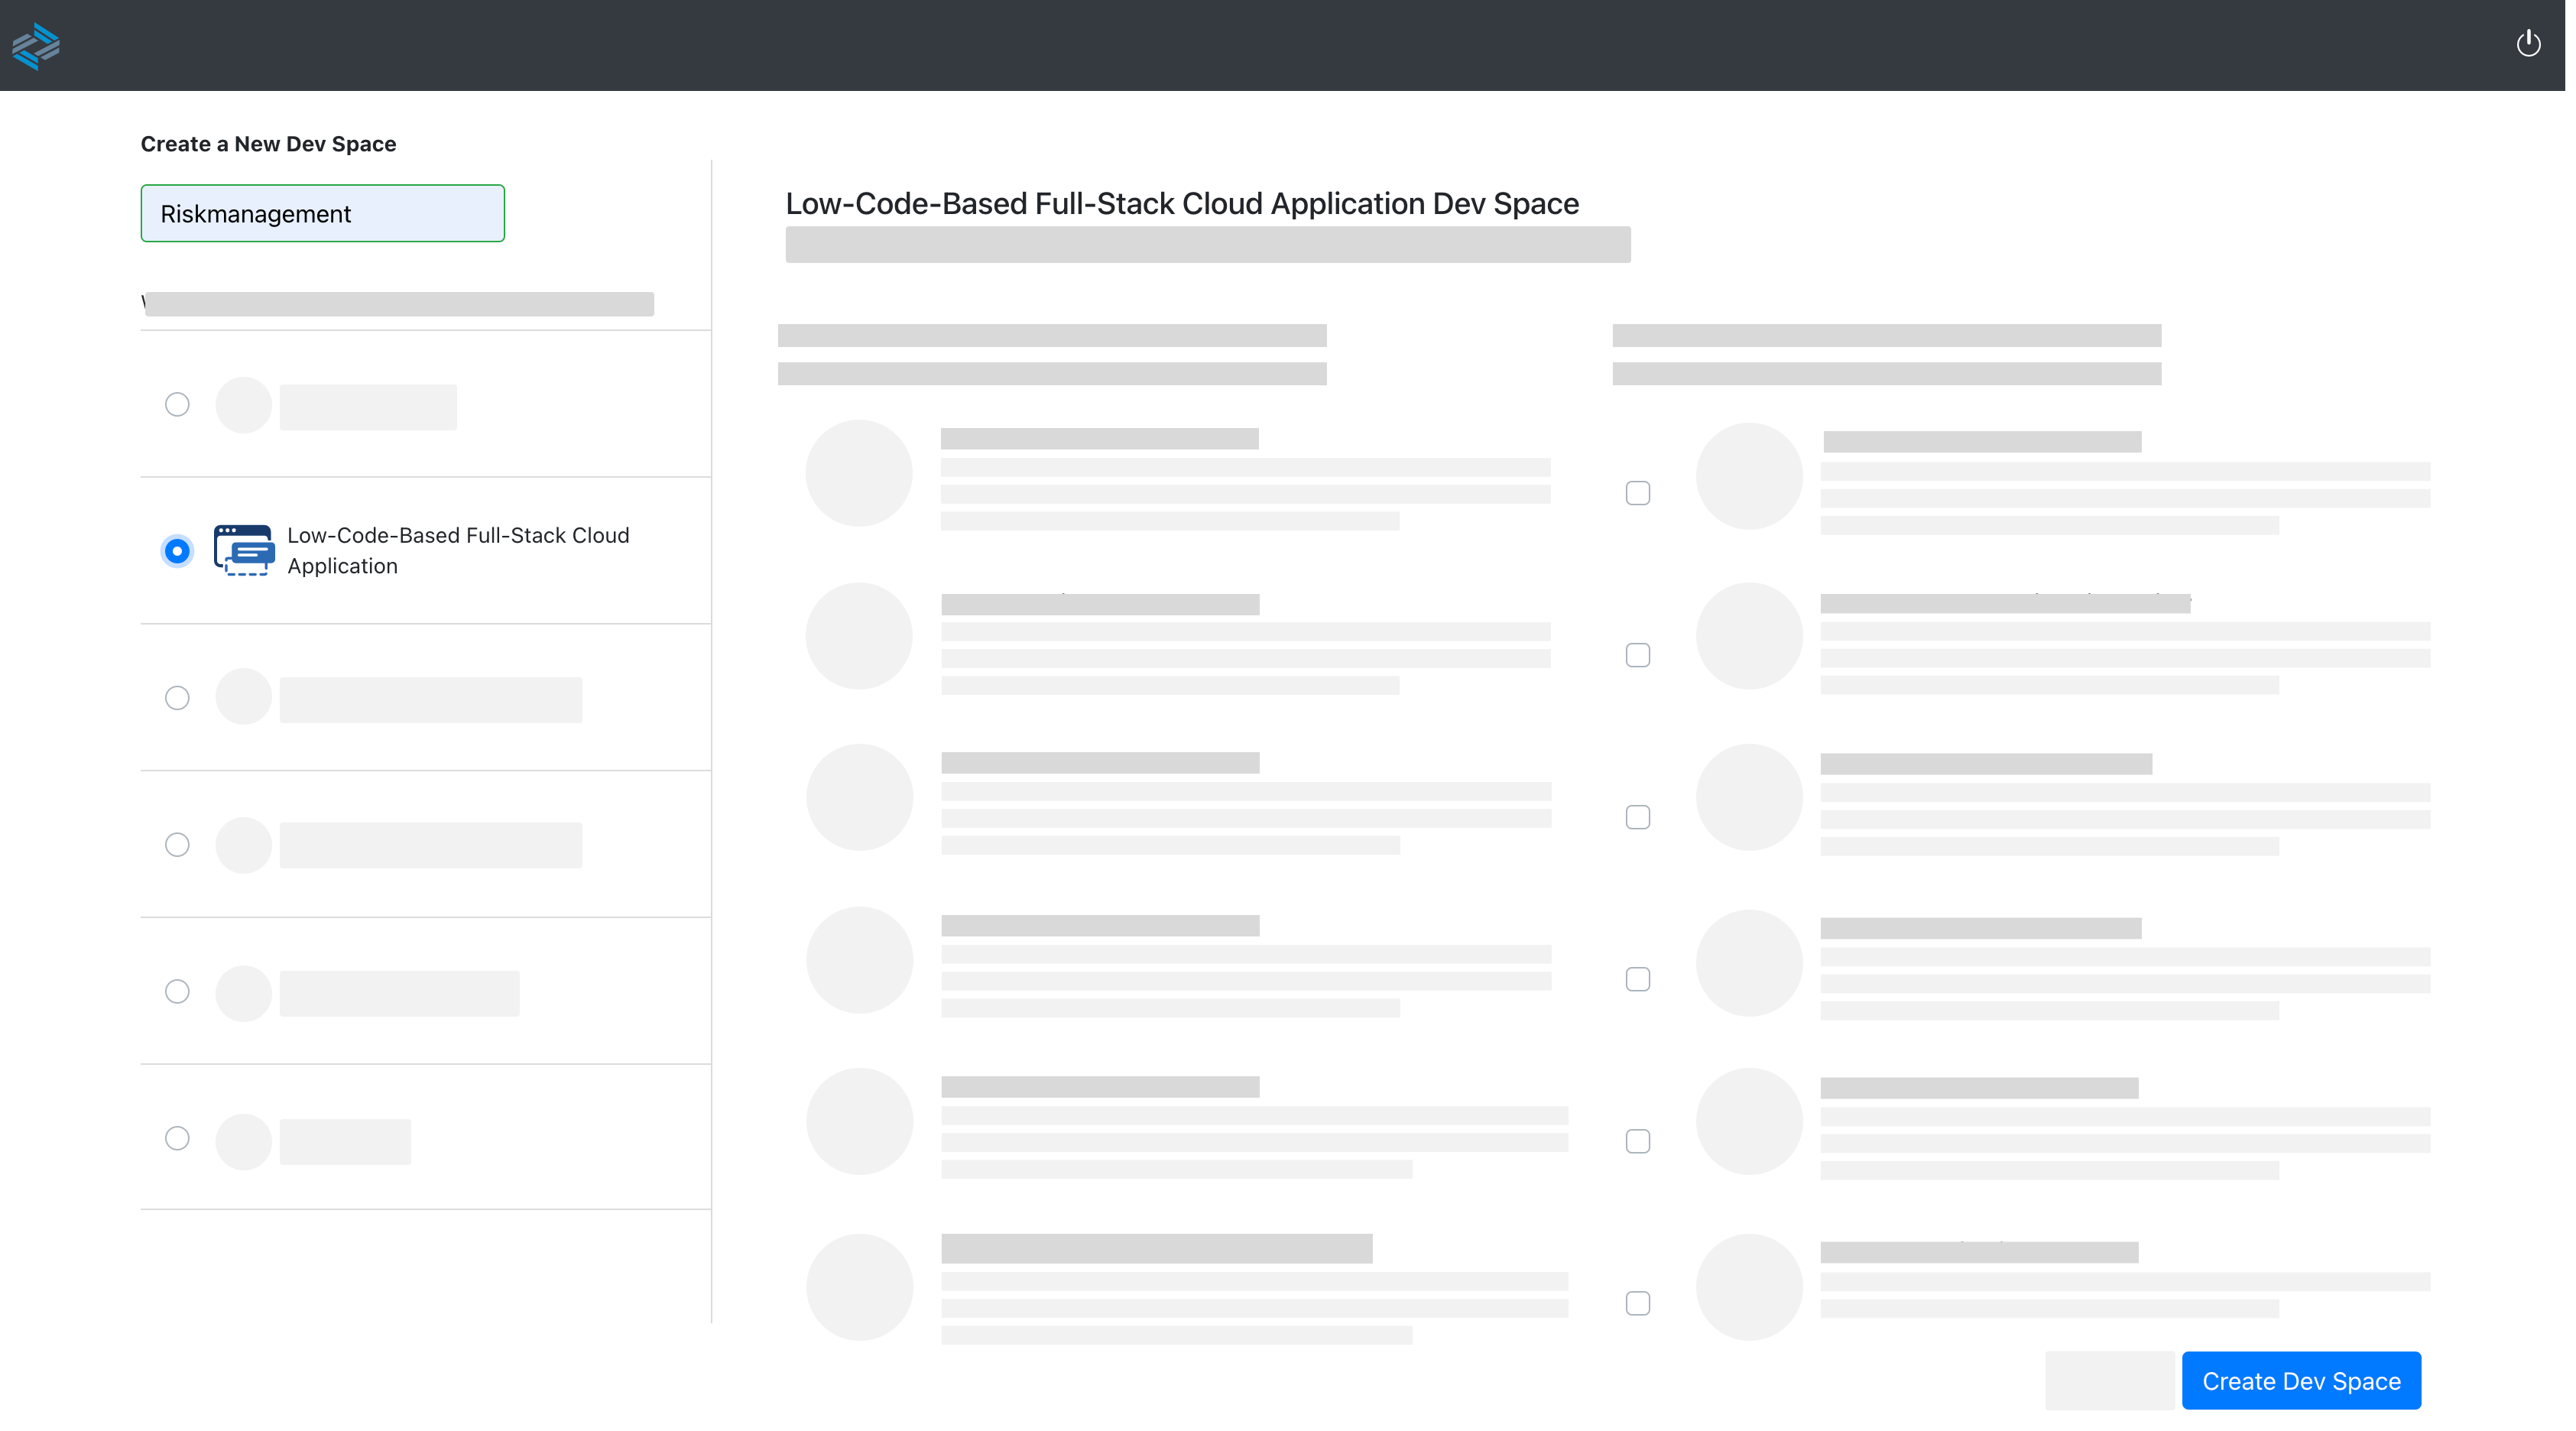 Create a New Dev Space
Riskmanagement
Low-Code-Based Full-Stack Cloud Application Dev Space
Low-Code-Based Full-Stack Cloud
Application
Create Dev Space